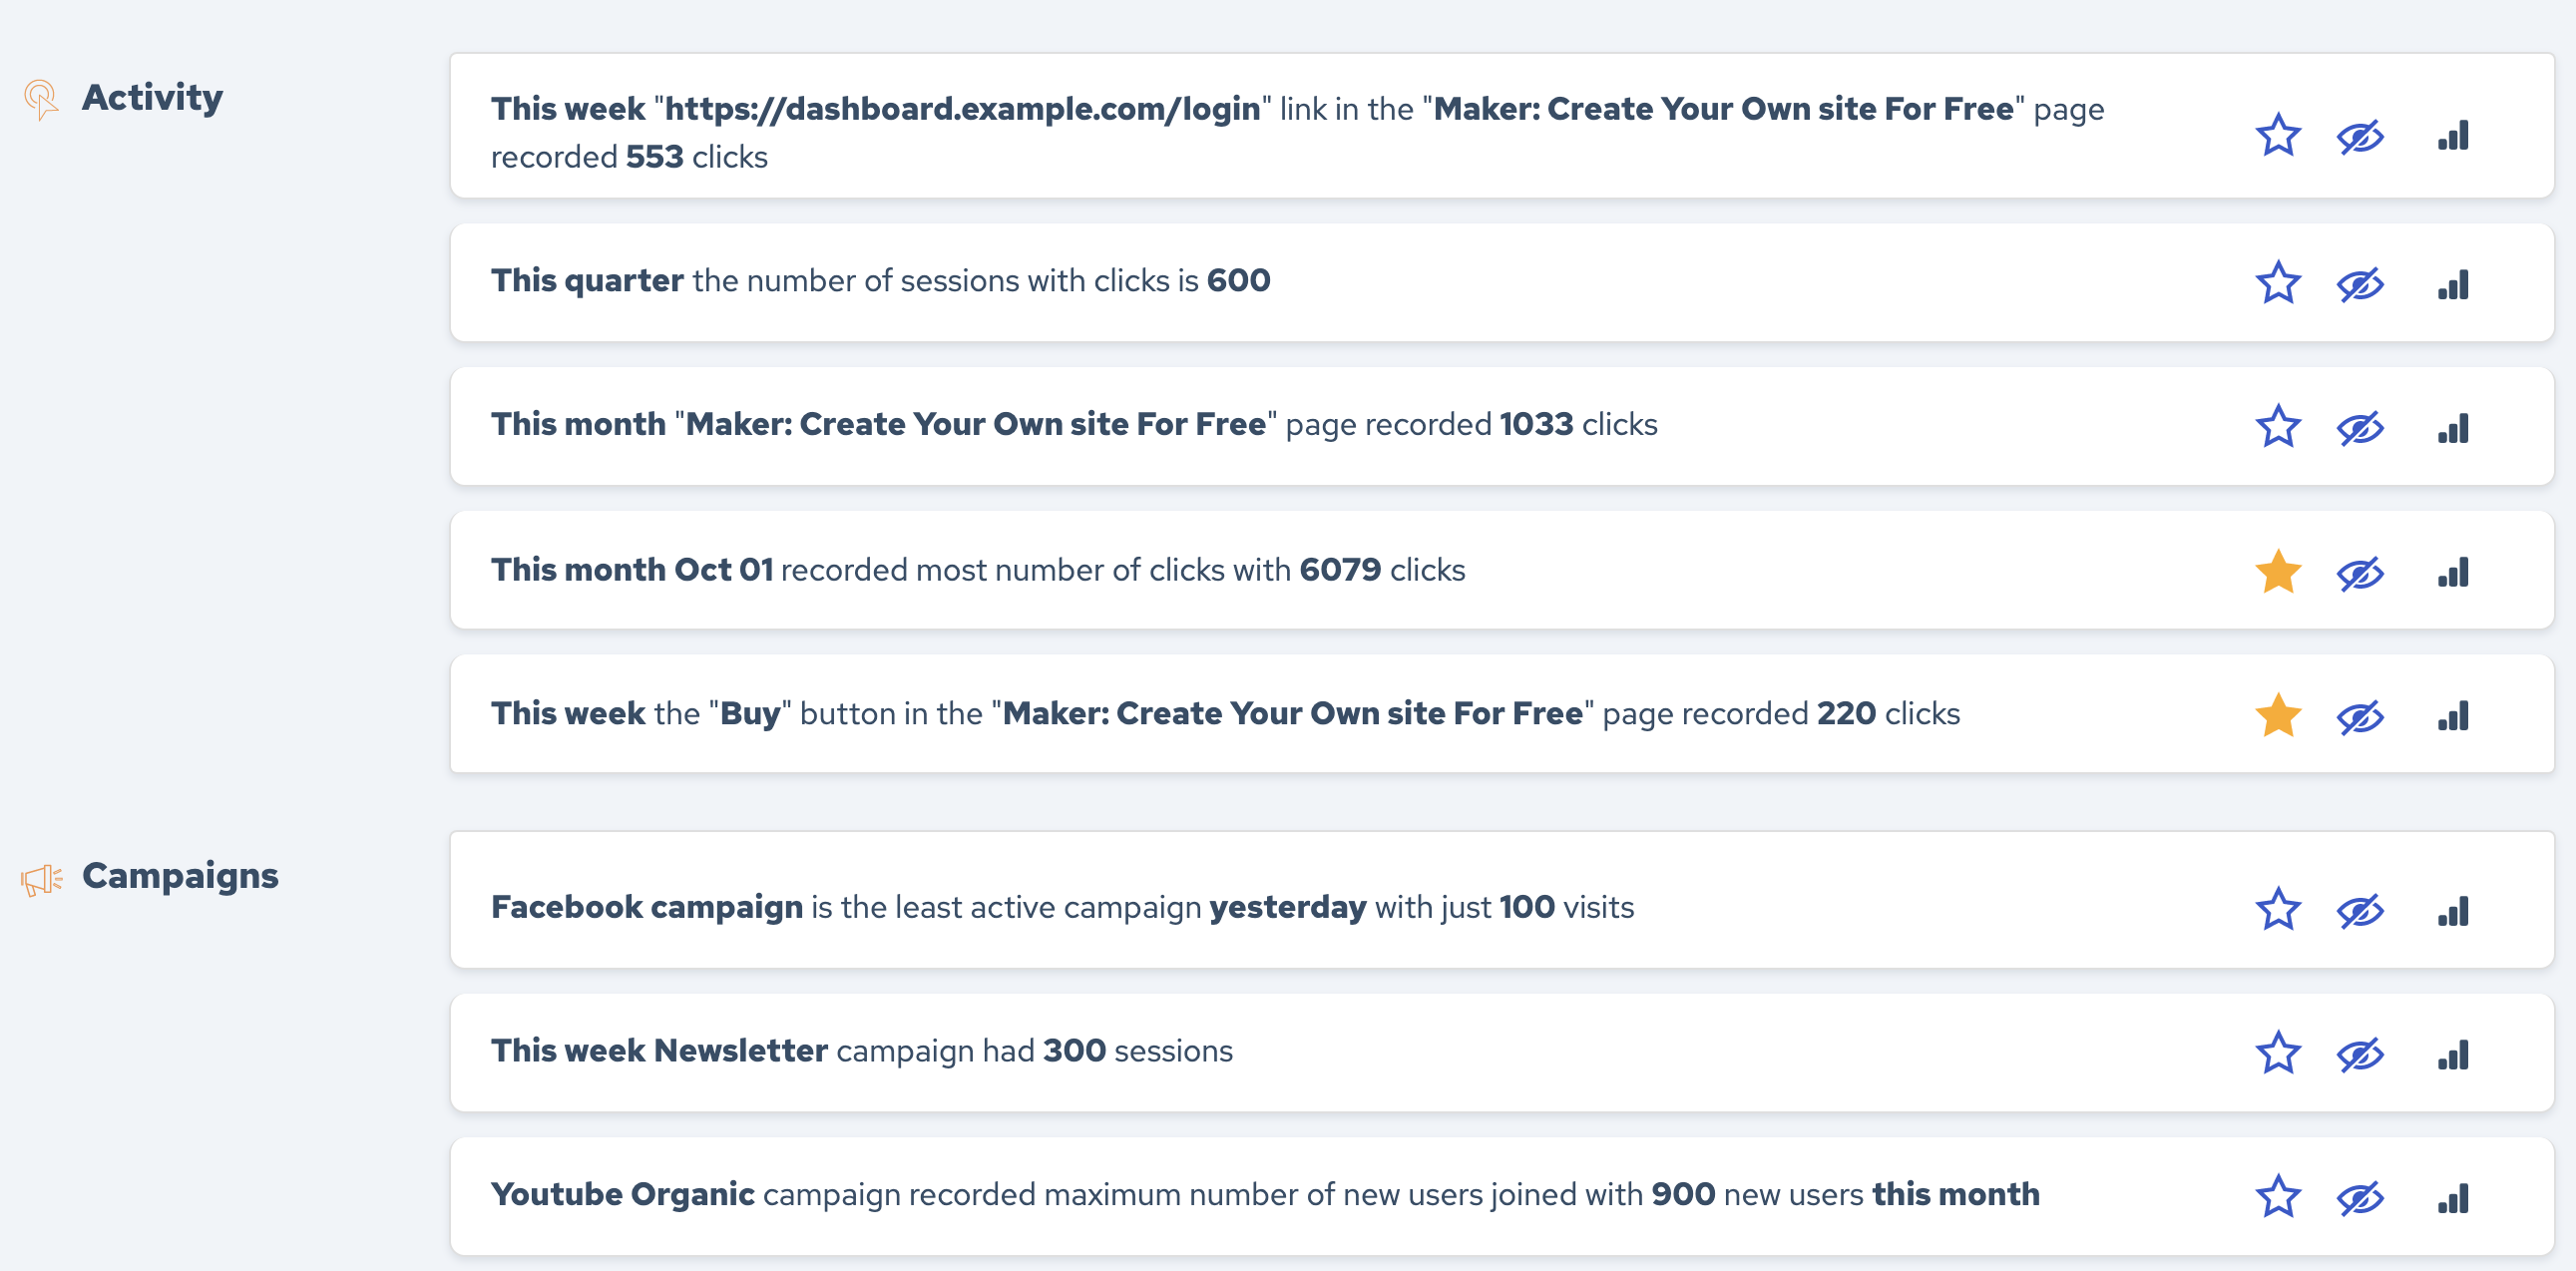 Activity
This week "https://dashboard.example.com/login" link in the "Maker: Create Your Own site For Free" page
recorded 553 clicks
This quarter the number of sessions with clicks is 600
This month "Maker: Create Your Own site For Free" page recorded 1033 clicks
This month Oct 01 recorded most number of clicks with 6079 clicks
This week the "Buy" button in the "Maker: Create Your Own site For Free" page recorded 220 clicks
Campaigns
Facebook campaign is the least active campaign yesterday with just 100 visits
This week Newsletter campaign had 300 sessions
Youtube Organic campaign recorded maximum number of new users joined with 900 new users this month